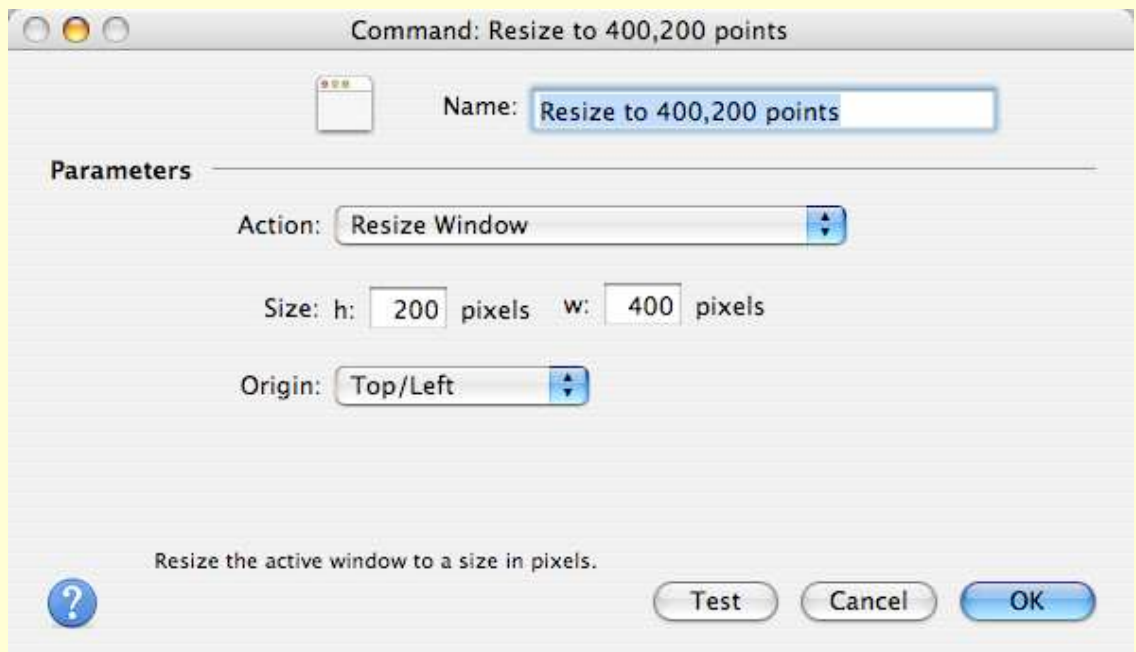 Command: Resize to 400,200 points
Name: Resize to 400,200 points
Parameters
Action: Resize Window
Size: h: 200 pixels w: 400 pixels
Origin: Top/Left
Resize the active window to a size in pixels.
? Test Cancel OK